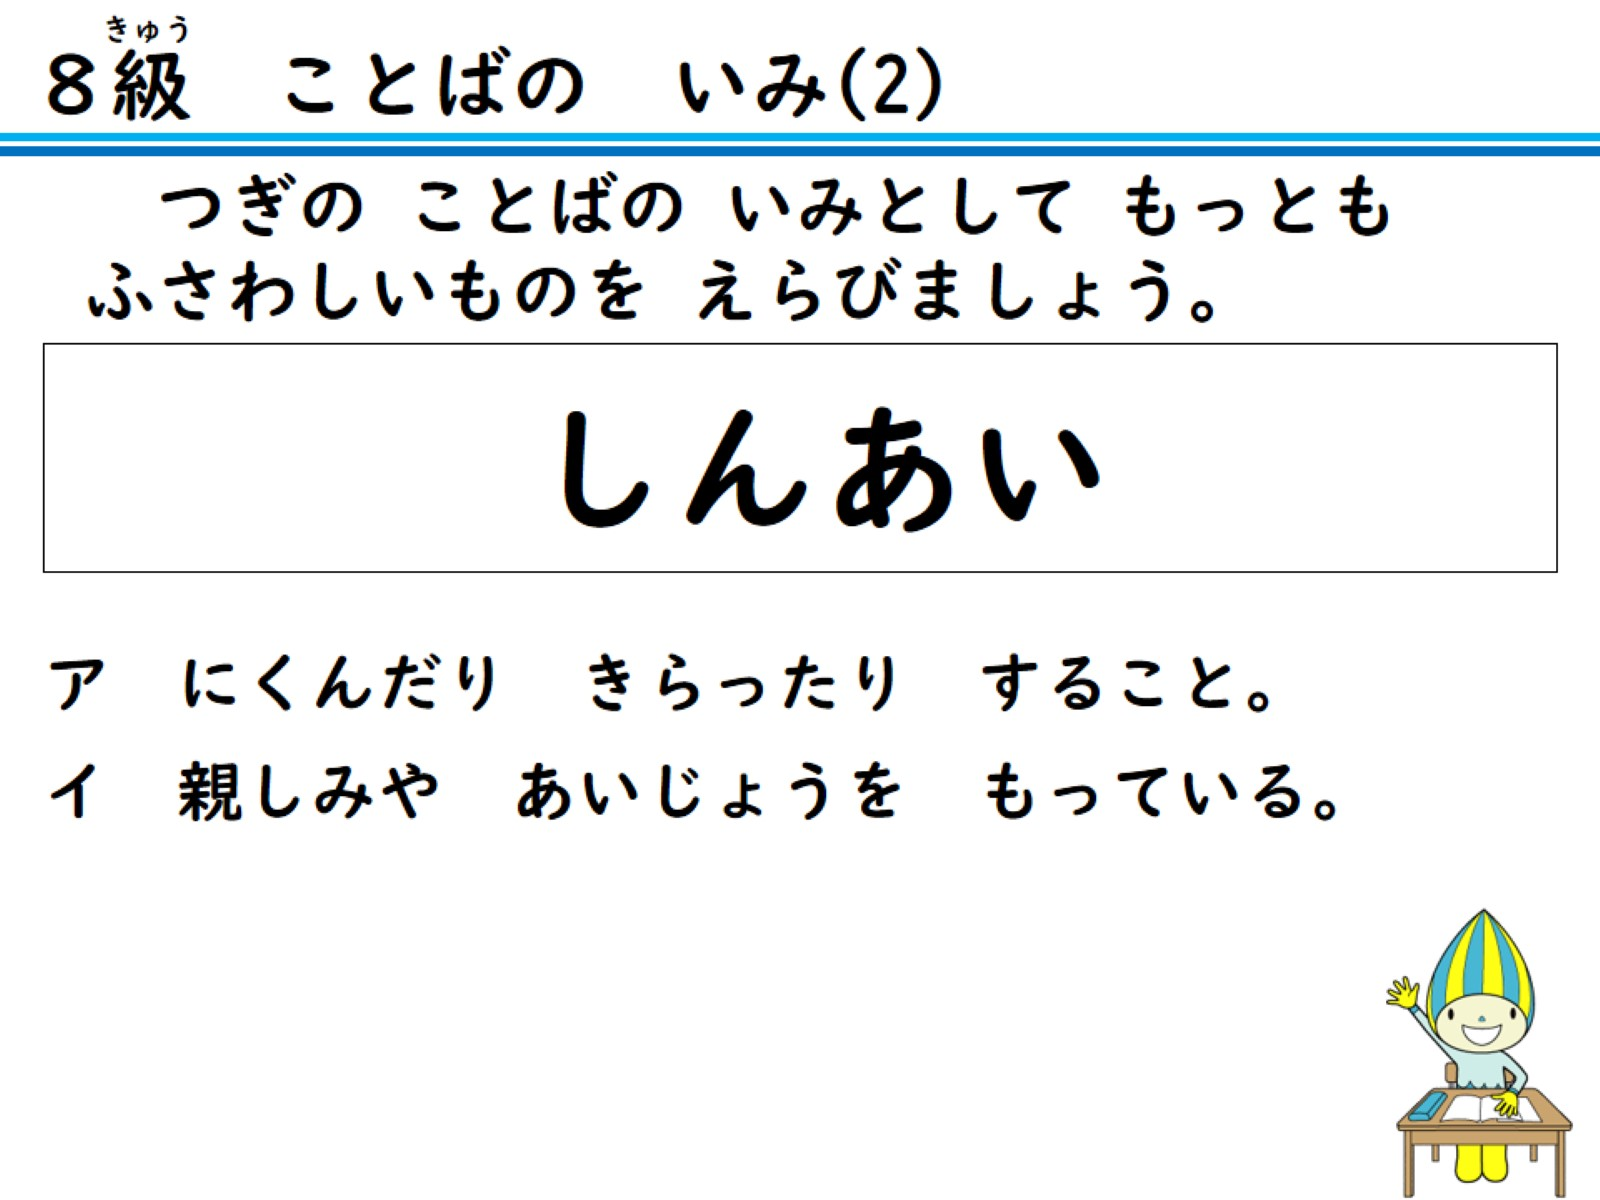 きゅう
8級　ことばの　いみ(2)
つぎの ことばの いみとして もっとも
ふさわしいものを えらびましょう。
しんあい
ア　にくんだり　きらったり　すること。
イ　親しみや　あいじょうを　もっている。